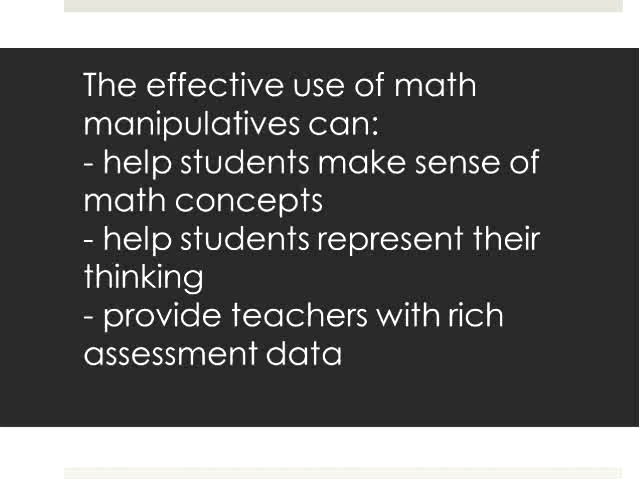 The effective use of math
manipulatives can:
- help students make sense of
math concepts
- help students represent their
thinking
- provide teachers with rich
assessment data